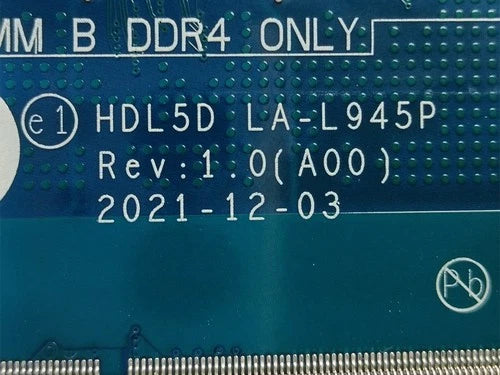 MM B DDR4 ONLY
e1 HDL5D LA-L945P
Rev:1.0(A00)
2021-12-03
Pb